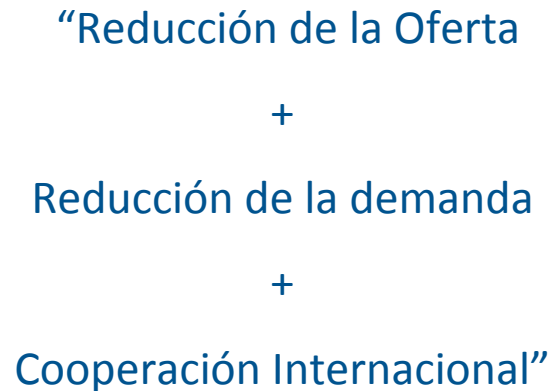 “Reducción de la Oferta
+
Reducción de la demanda
+
Cooperación Internacional”